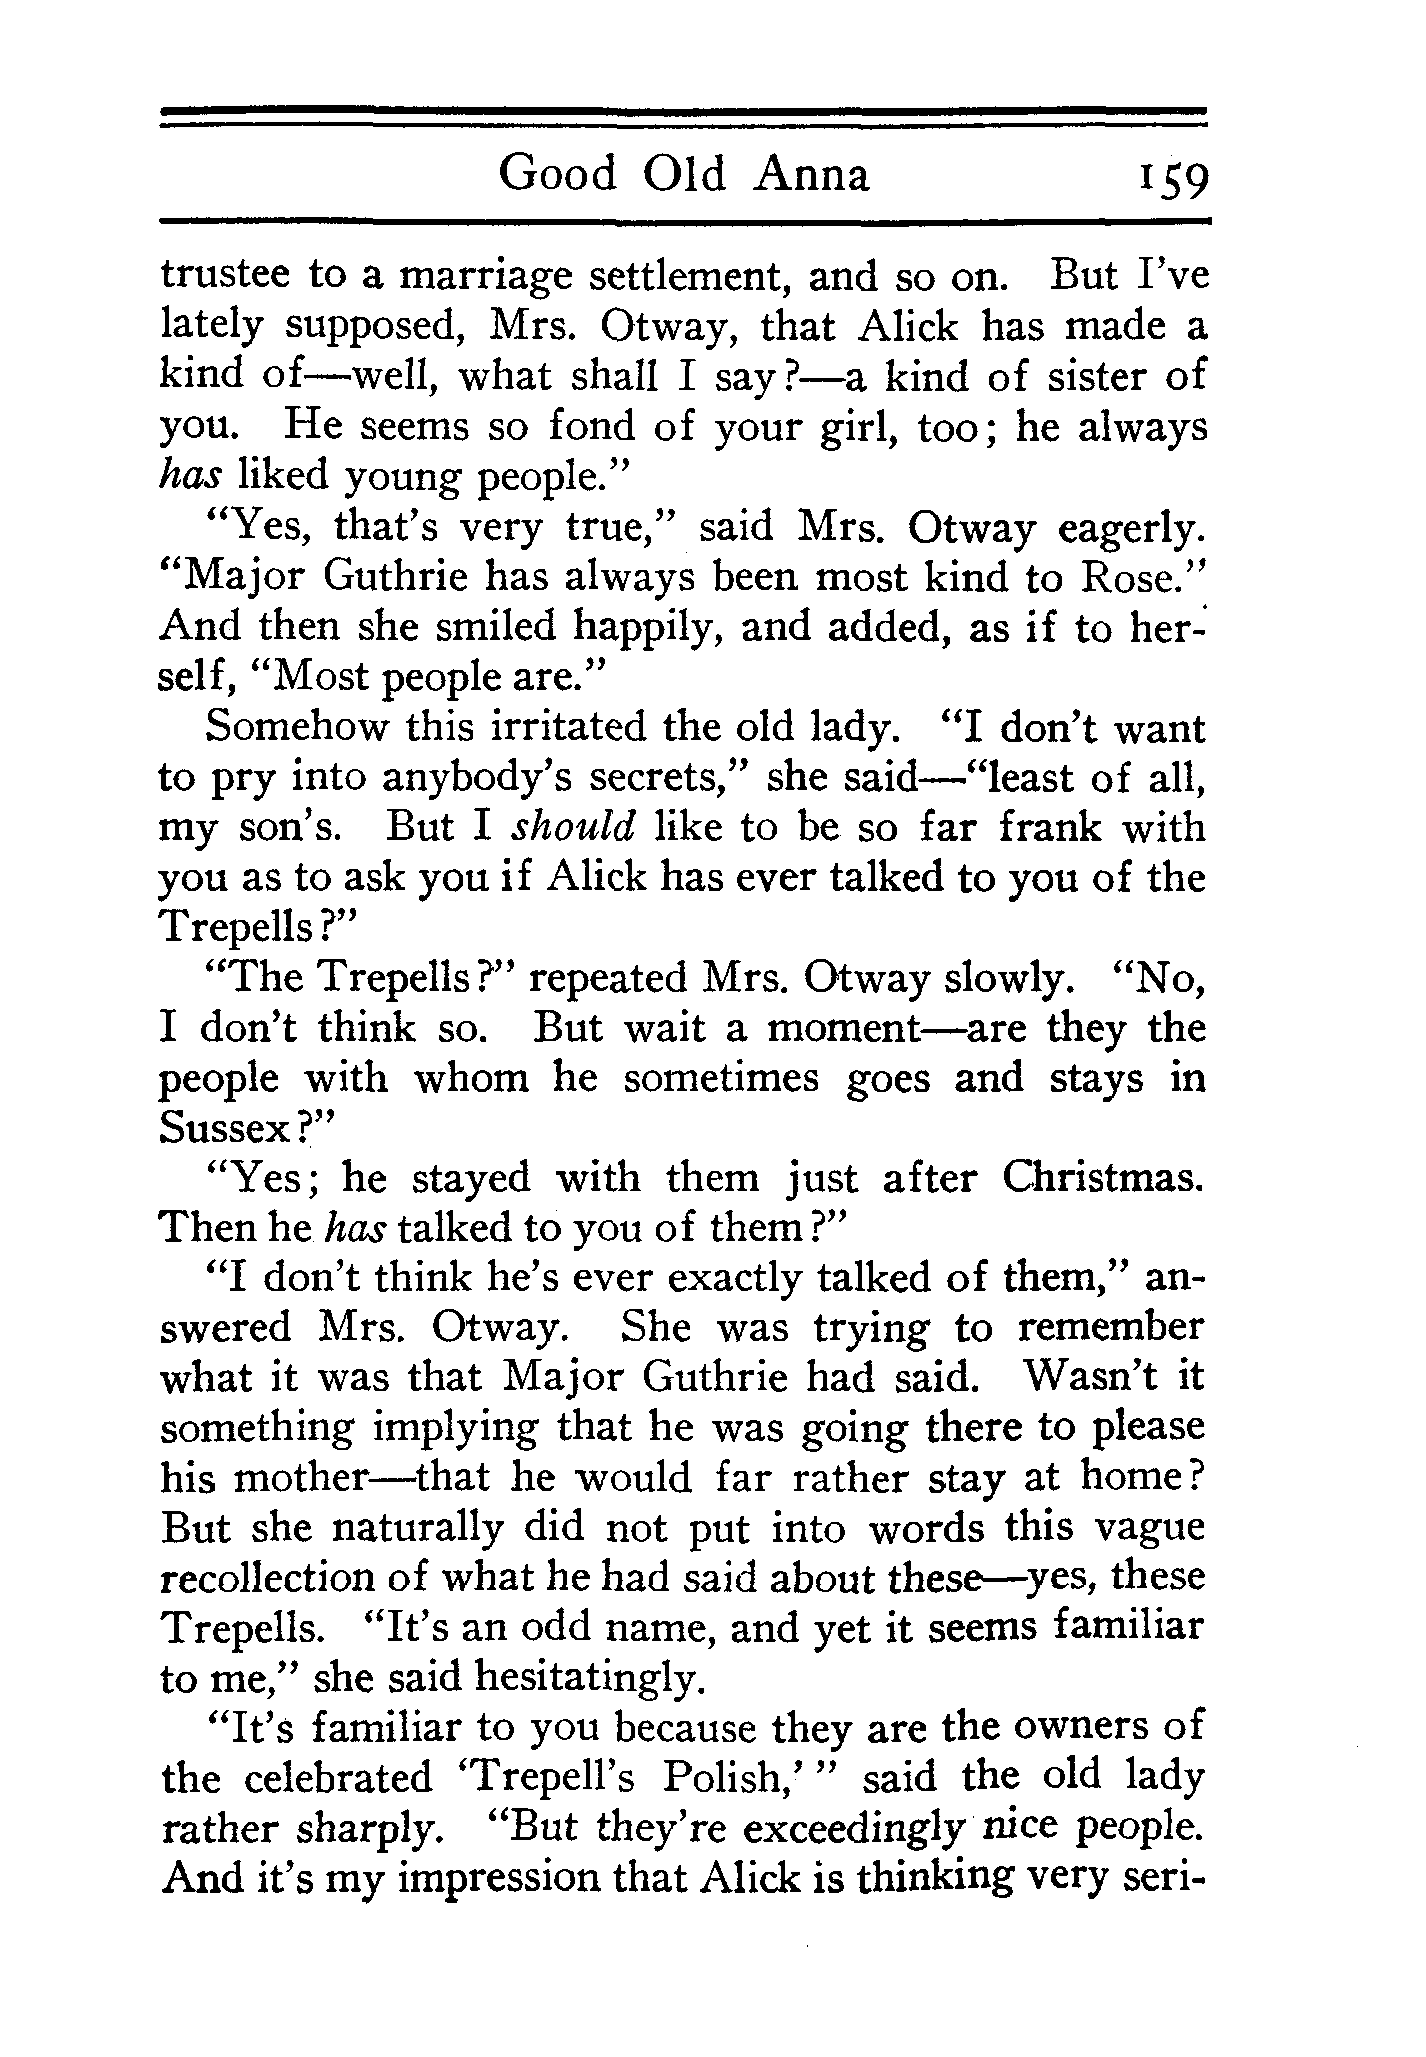 Good Old Anna 159
trustee to a marriage settlement, and so on. But I've
lately supposed, Mrs. Otway, that Alick has made a
kind of—well, what shall I say?—a kind of sister of
you. He seems so fond of your girl, too; he always
has liked young people."
"Yes, that's very true," said Mrs. Otway eagerly.
"Major Guthrie has always been most kind to Rose."
And then she smiled happily, and added, as if to her-
self, "Most people are."
Somehow this irritated the old lady. "I don't want
to pry into anybody's secrets," she said—"least of all,
my son's. But I should like to be so far frank with
you as to ask you if Alick has ever talked to you of the
Trepells?"
"The Trepells?" repeated Mrs. Otway slowly. "No,
I don't think so. But wait a moment—are they the
people with whom he sometimes goes and stays in
Sussex?"
"Yes; he stayed with them just after Christmas.
Then he has talked to you of them?"
"I don't think he's ever exactly talked of them," an-
swered Mrs. Otway. She was trying to remember
what it was that Major Guthrie had said. Wasn't it
something implying that he was going there to please
his mother—that he would far rather stay at home?
But she naturally did not put into words this vague
recollection of what he had said about these—yes, these
Trepells. "It's an odd name, and yet it seems familiar
to me," she said hesitatingly.
"It's familiar to you because they are the owners of
the celebrated 'Trepell's Polish,' " said the old lady
rather sharply. "But they're exceedingly nice people.
And it's my impression that Alick is thinking very seri-